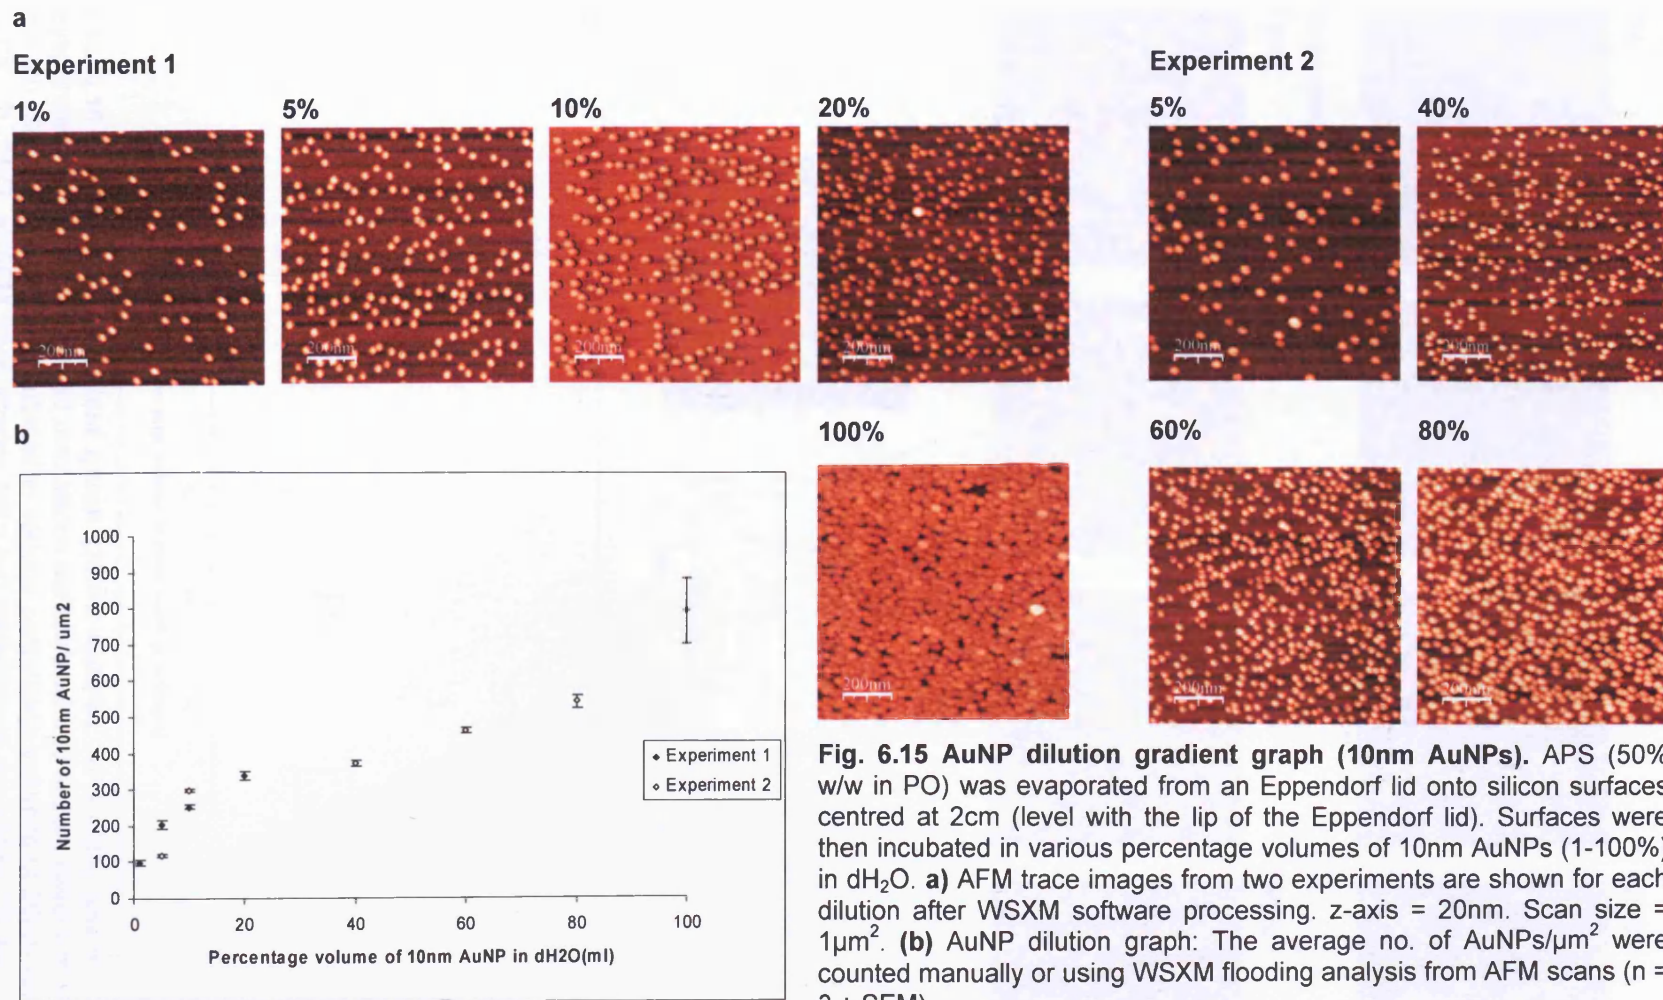 a
Experiment 1
Experiment 2
1%
5%
10%
20%
5%
40%
200nm
200nm
200nm
200nm
200nm
200nm
b
100%
60%
80%
200nm
200nm
200nm
Number of 10nm AuNP/ um2
1000
900
800
700
600
500
400
300
200
100
0
0 20 40 60 80 100
Percentage volume of 10nm AuNP in dH2O(ml)
Experiment 1
Experiment 2
Fig. 6.15 AuNP dilution gradient graph (10nm AuNPs). APS (50%
w/w in PO) was evaporated from an Eppendorf lid onto silicon surfaces
centred at 2cm (level with the lip of the Eppendorf lid). Surfaces were
then incubated in various percentage volumes of 10nm AuNPs (1-100%)
in dH₂O. a) AFM trace images from two experiments are shown for each
dilution after WSXM software processing. z-axis = 20nm. Scan size =
1µm². (b) AuNP dilution graph: The average no. of AuNPs/µm² were
counted manually or using WSXM flooding analysis from AFM scans (n =